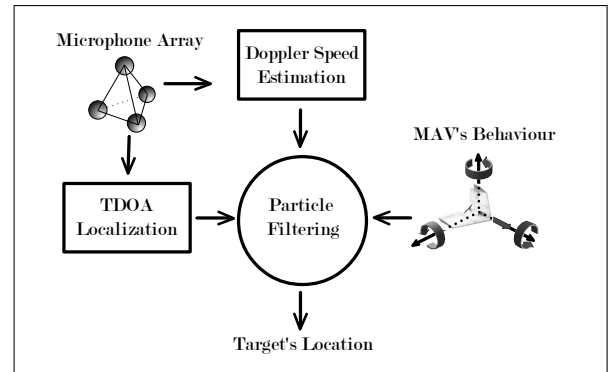 Microphone Array
Doppler Speed
Estimation
MAV's Behaviour
TDOA
Localization
Particle
Filtering
Target's Location